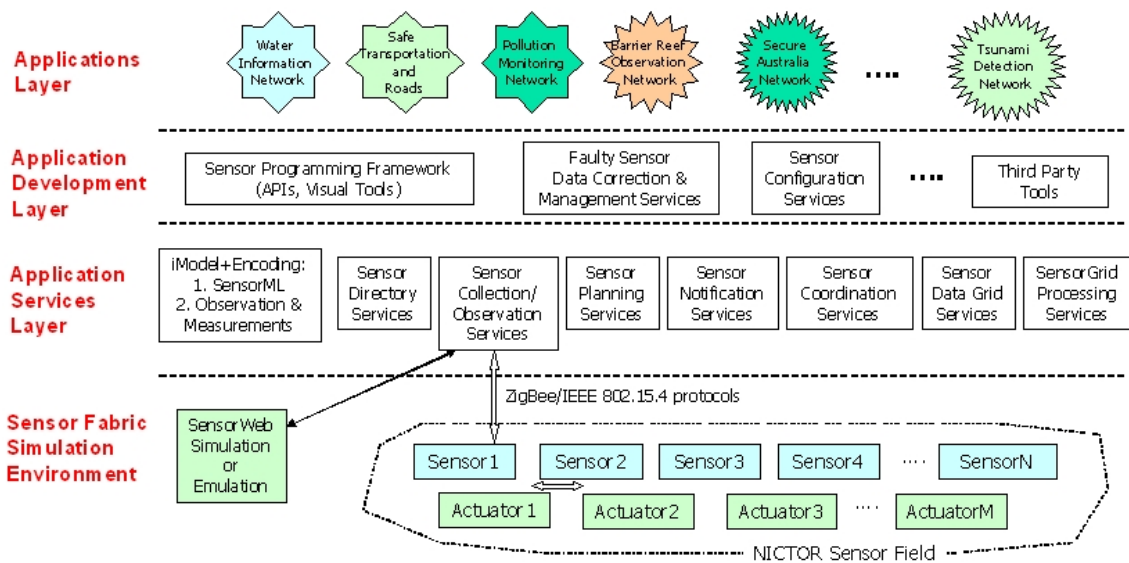 Applications
Layer
Water
Information
Network
Safe
Transportation
and
Roads
Pollution
Monitoring
Network
Barrier Reef
Observation
Network
Secure
Australia
Network
....
Tsunami
Detection
Network
Application
Development
Layer
Sensor Programming Framework
(APIs, Visual Tools)
Faulty Sensor
Data Correction &
Management Services
Sensor
Configuration
Services
....
Third Party
Tools
Application
Services
Layer
iModel+Encoding:
1. SensorML
2. Observation &
Measurements
Sensor
Directory
Services
Sensor
Collection/
Observation
Services
Sensor
Planning
Services
Sensor
Notification
Services
Sensor
Coordination
Services
Sensor
Data Grid
Services
SensorGrid
Processing
Services
ZigBee/IEEE 802.15.4 protocols
Sensor Fabric
Simulation
Environment
SensorWeb
Simulation
or
Emulation
Sensor1
Sensor2
Sensor3
Sensor4
....
SensorN
Actuator1
Actuator2
Actuator3
....
ActuatorM
NICTOR Sensor Field